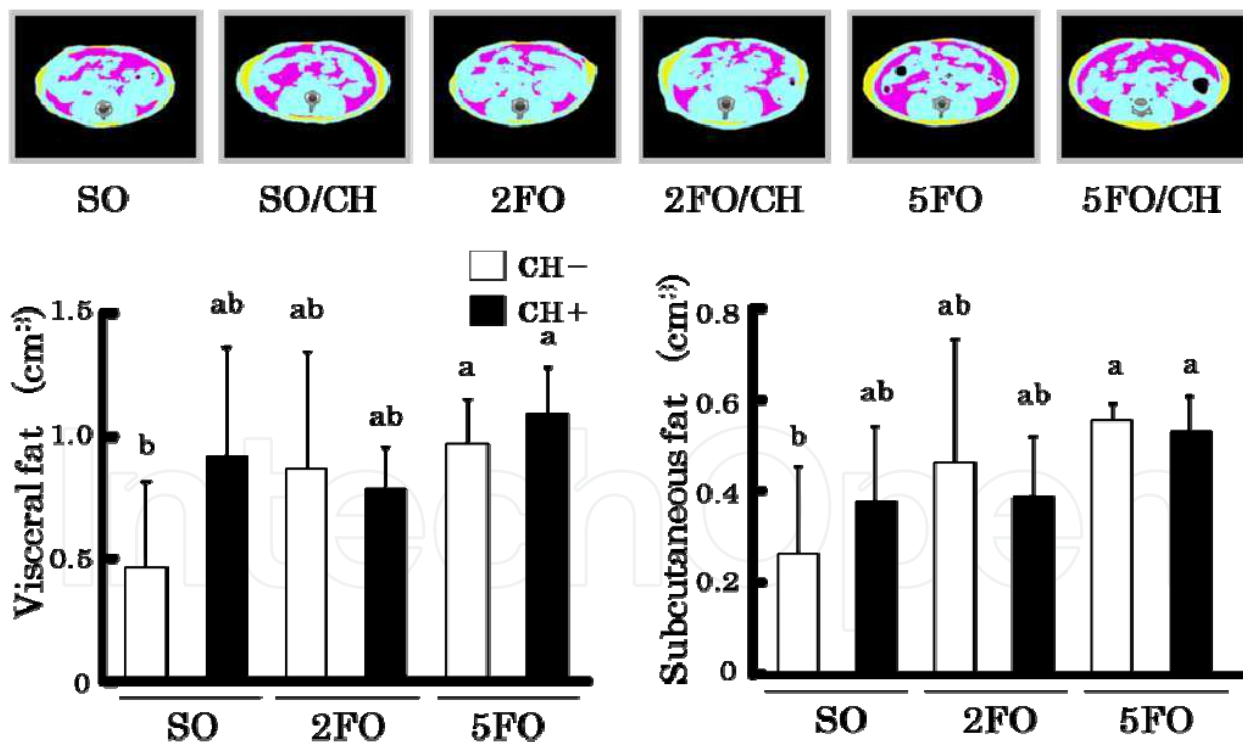 SO SO/CH 2FO 2FO/CH 5FO 5FO/CH
CH−
CH+
Visceral fat (cm³)
1.5
1.0
0.5
0
b ab ab ab a a
SO 2FO 5FO
Subcutaneous fat (cm³)
0.8
0.6
0.4
0.2
0
b ab ab ab a a
SO 2FO 5FO
IntechOpen